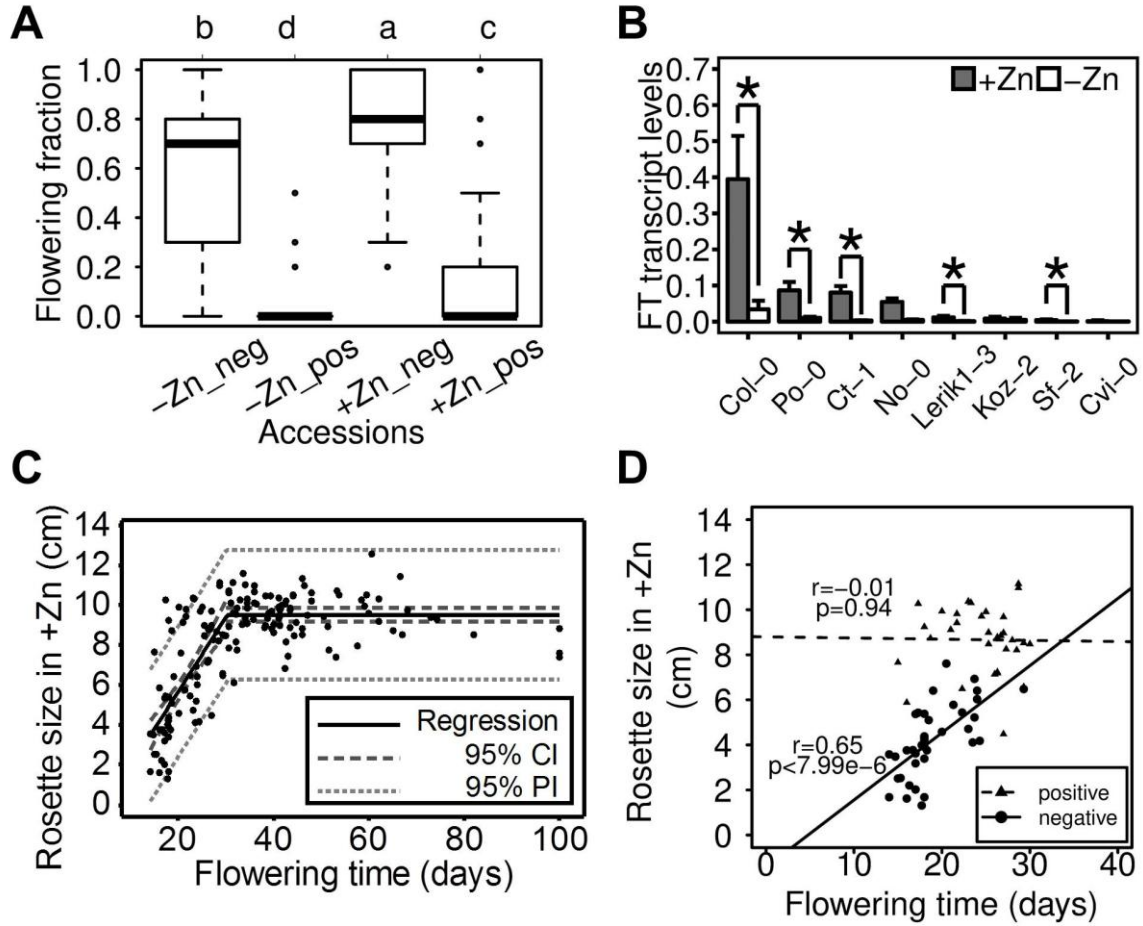 A
b d a c
Flowering fraction
1.0
0.8
0.6
0.4
0.2
0.0
−Zn_neg
−Zn_pos
+Zn_neg
+Zn_pos
Accessions
B
FT transcript levels
0.7
0.6
0.5
0.4
0.3
0.2
0.1
0.0
+Zn −Zn
*
*
*
*
*
Col−0
Po−0
Ct−1
No−0
Lerik1−3
Koz−2
Sf−2
Cvi−0
C
Rosette size in +Zn (cm)
14
12
10
8
6
4
2
0
Regression
95% CI
95% PI
20 40 60 80 100
Flowering time (days)
D
Rosette size in +Zn
(cm)
14
12
10
8
6
4
2
0
r=−0.01
p=0.94
r=0.65
p<7.99e−6
positive
negative
0 10 20 30 40
Flowering time (days)